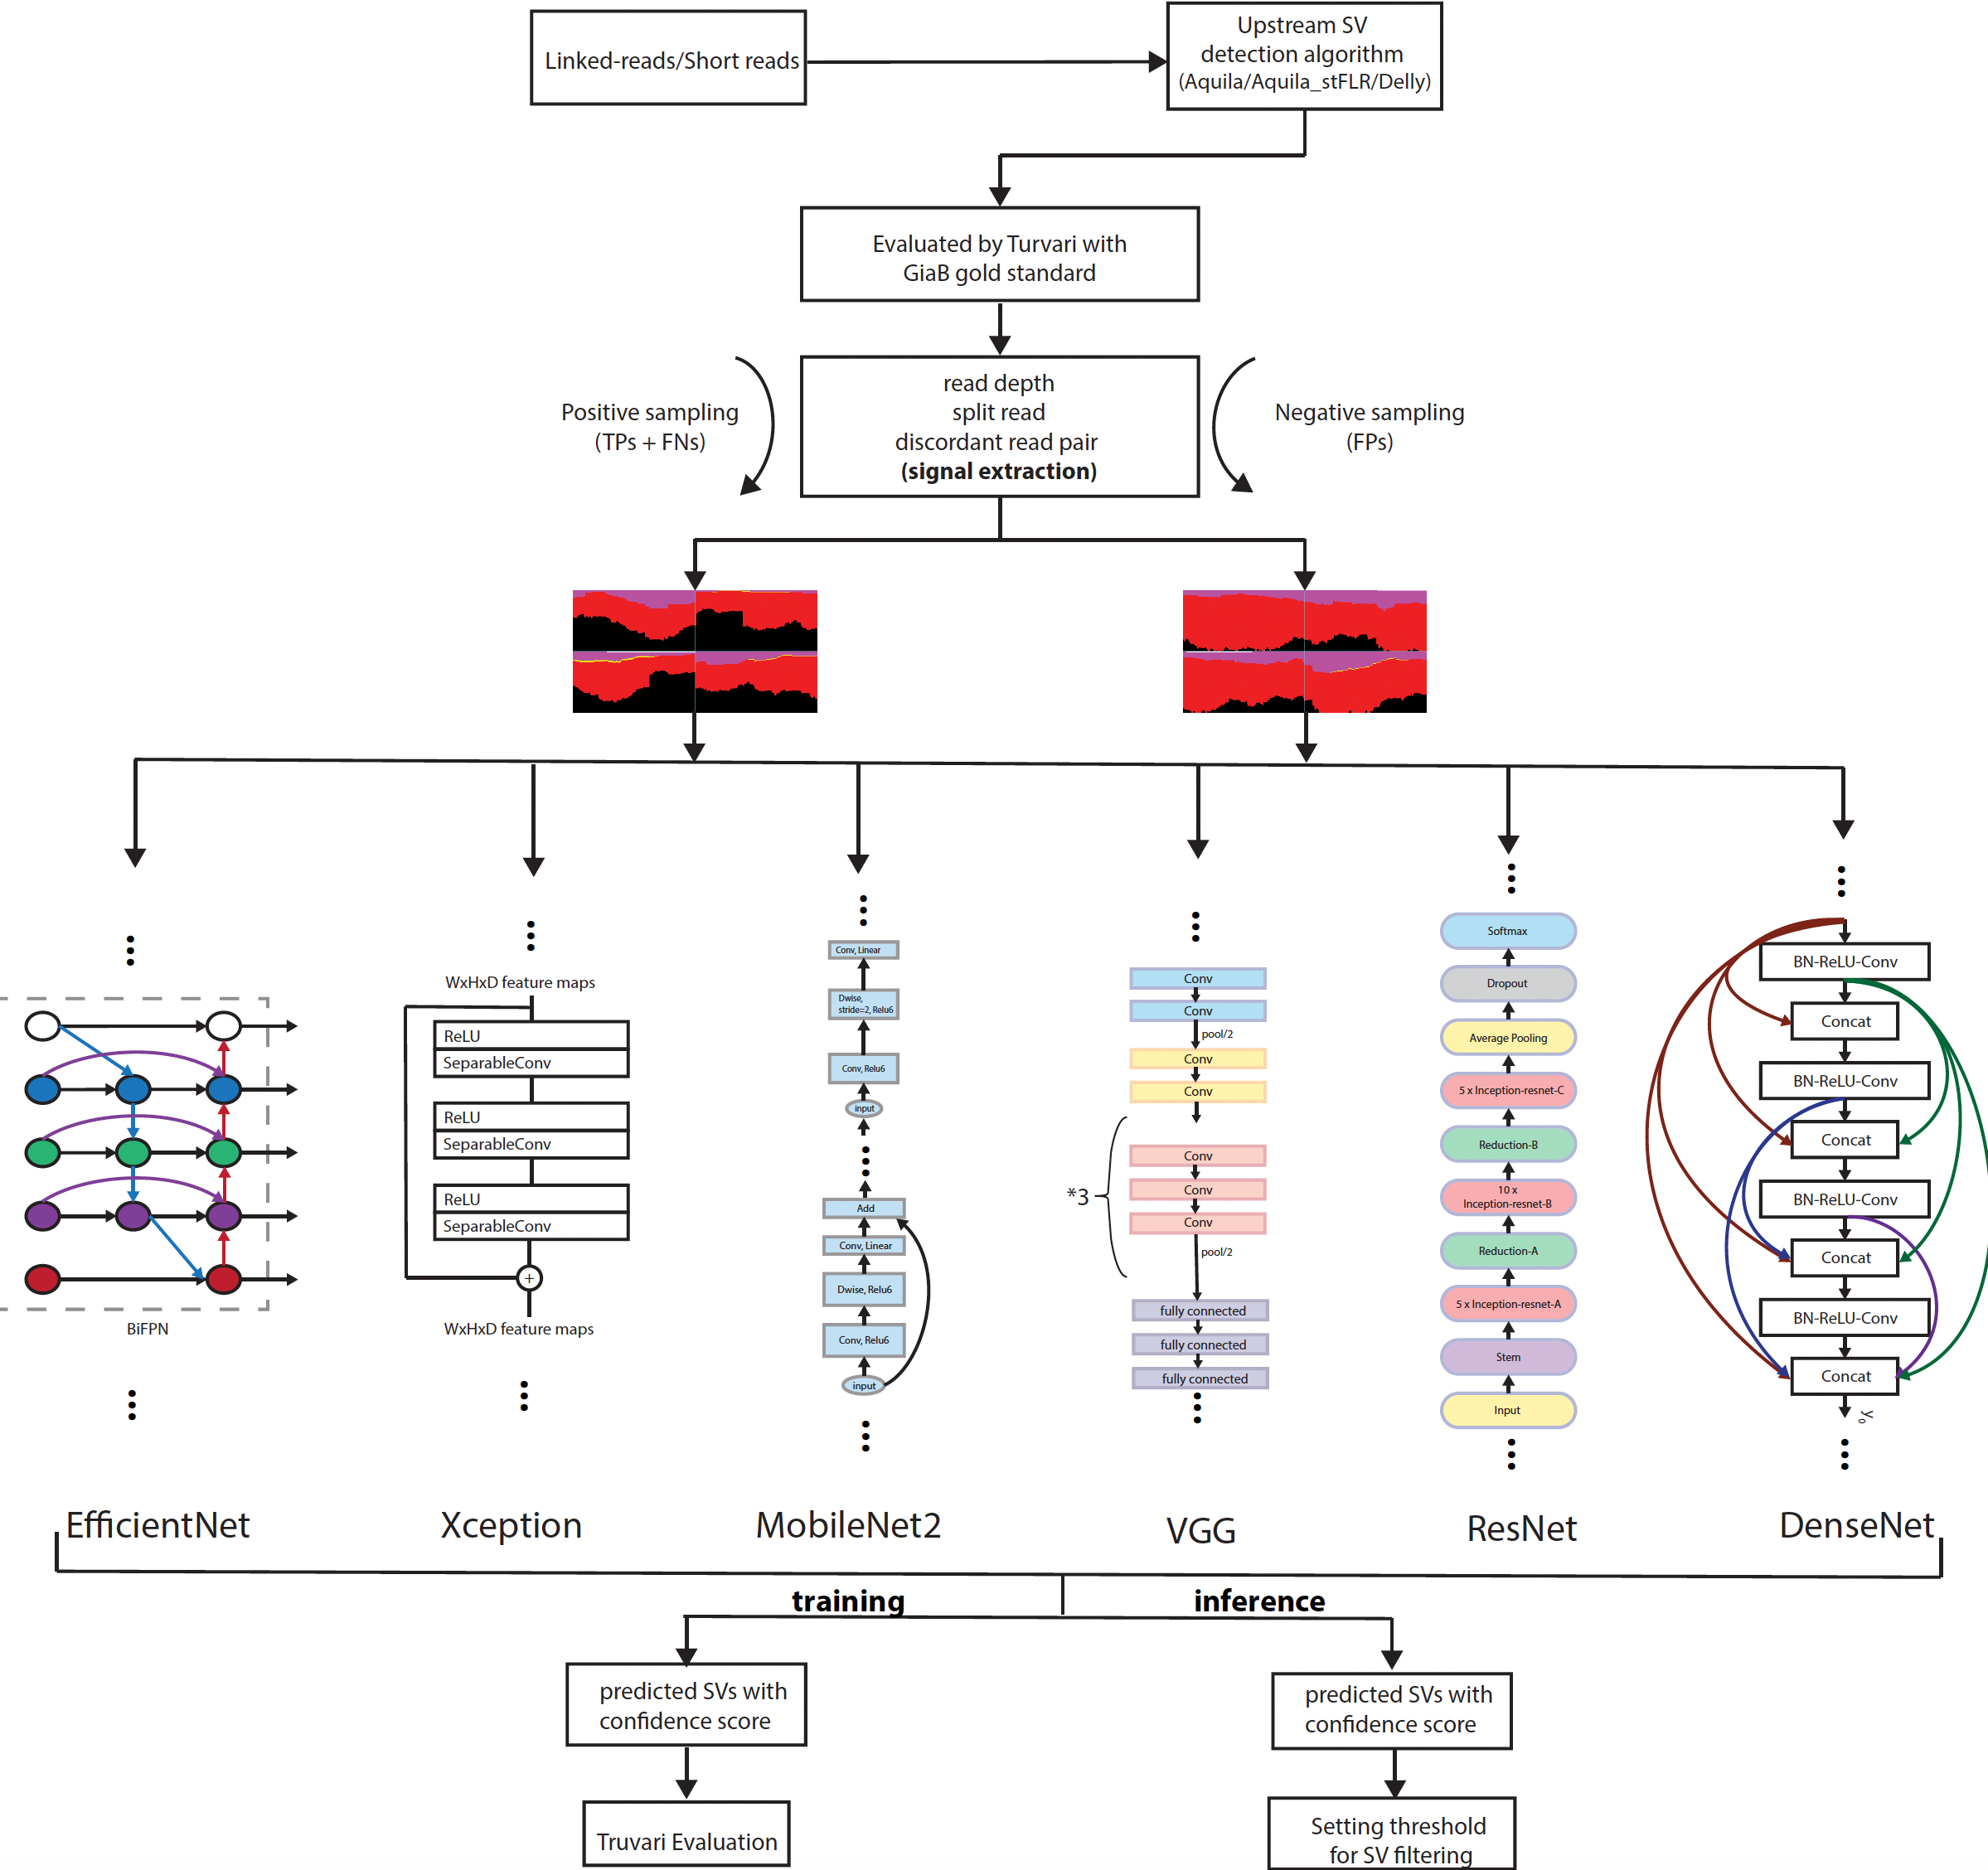 Linked-reads/Short reads
Upstream SV
detection algorithm
(Aquila/Aquila_stFLR/Delly)
Evaluated by Turvari with
GiaB gold standard
Positive sampling
(TPs + FNs)
read depth
split read
discordant read pair
(signal extraction)
Negative sampling
(FPs)
BiFPN
EfficientNet
WxHxD feature maps
ReLU
SeparableConv
ReLU
SeparableConv
ReLU
SeparableConv
+
WxHxD feature maps
Xception
Conv, Linear
Dwise,
stride=2, Relu6
Conv, Relu6
input
Add
Conv, Linear
Dwise, Relu6
Conv, Relu6
input
MobileNet2
Conv
Conv
pool/2
Conv
Conv
*3
Conv
Conv
Conv
pool/2
fully connected
fully connected
fully connected
VGG
Softmax
Dropout
Average Pooling
5 x Inception-resnet-C
Reduction-B
10 x
Inception-resnet-B
Reduction-A
5 x Inception-resnet-A
Stem
Input
ResNet
BN-ReLU-Conv
Concat
BN-ReLU-Conv
Concat
BN-ReLU-Conv
Concat
BN-ReLU-Conv
Concat
y0
DenseNet
training
inference
predicted SVs with
confidence score
Truvari Evaluation
predicted SVs with
confidence score
Setting threshold
for SV filtering